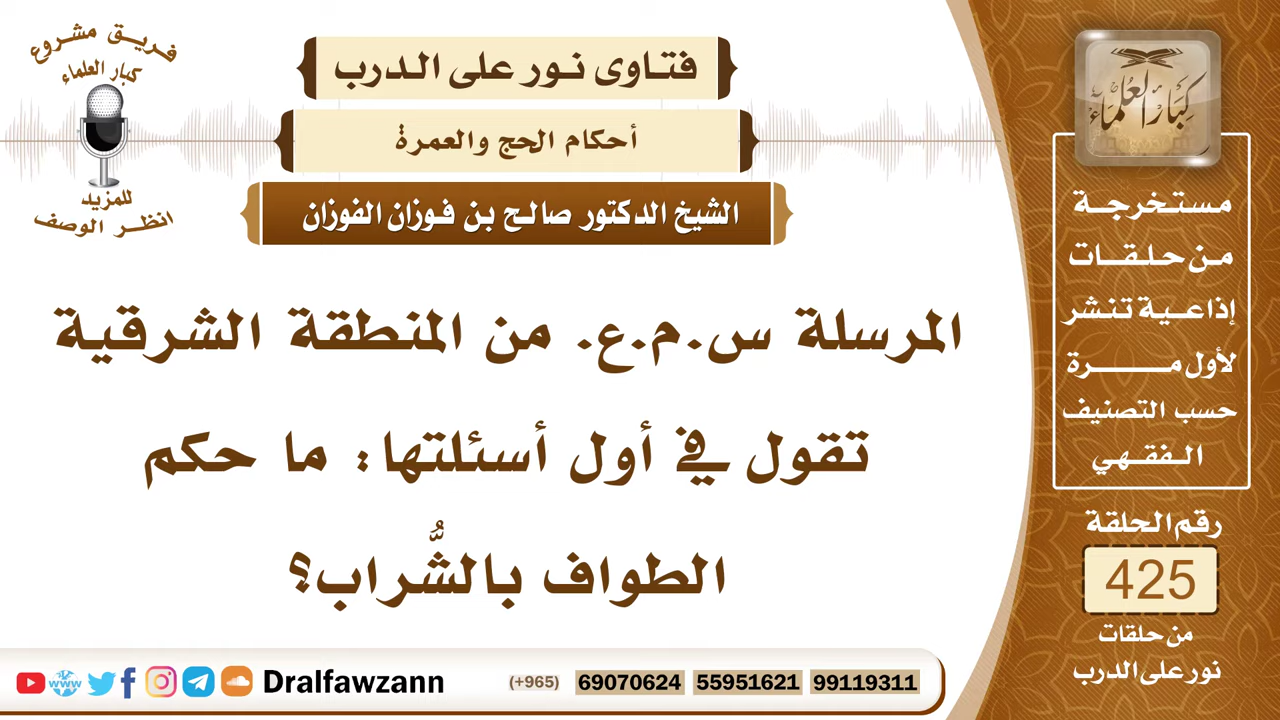 فريق مشروع
كبار العلماء
للمزيد
انظر الوصف
فتاوى نور على الدرب
أحكام الحج والعمرة
الشيخ الدكتور صالح بن فوزان الفوزان
المرسلة س.م.ع. من المنطقة الشرقية
تقول في أول أسئلتها: ما حكم
الطواف بالشُّراب؟
كبار العلماء
مستخرجة
من حلقات
إذاعية تنشر
لأول مرة
حسب التصنيف
الفقهي
رقم الحلقة
425
من حلقات
نور على الدرب
www Dralfawzann (+965) 69070624 55951621 99119311